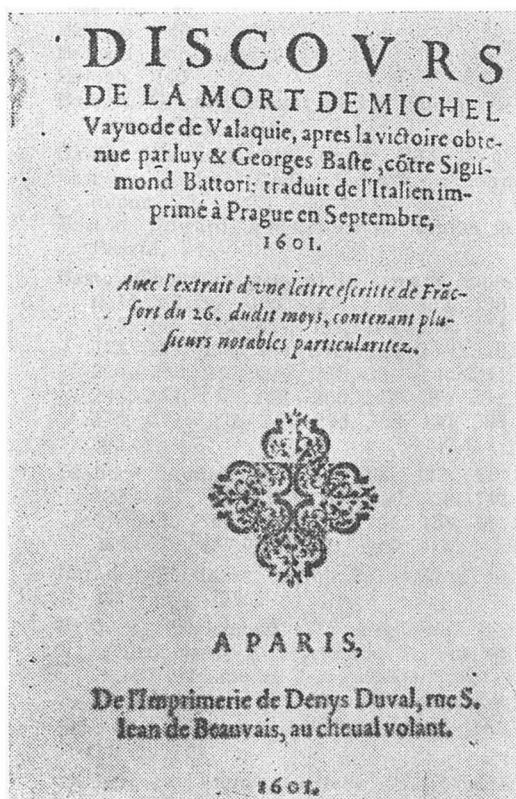 DISCOVRS
DE LA MORT DE MICHEL
Vayuode de Valaquie, apres la victoire obte-
nue par luy & Georges Baste, cõtre Sigis-
mond Battori: traduit de l'Italien im-
primé à Prague en Septembre,
1601.
Auec l'extrait d'vne lettre escritte de Frãc-
fort du 26. dudit moys, contenant plu-
sieurs notables particularitez.
A PARIS,
De l'Imprimerie de Denys Duval, rue S.
Iean de Beauvais, au cheual volant.
1601.